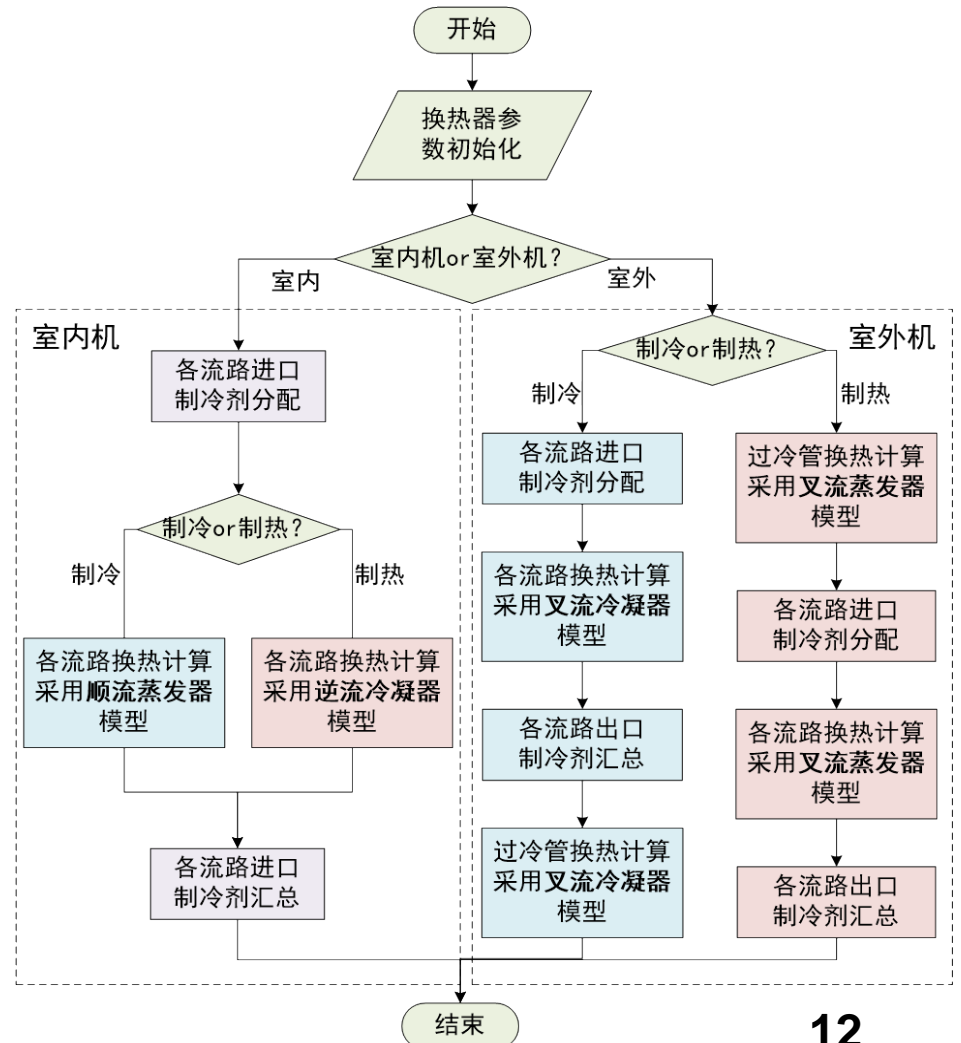 开始
换热器参
数初始化
室内机or室外机？
室内
室外
室内机
各流路进口
制冷剂分配
制冷or制热？
制冷
制热
各流路换热计算
采用顺流蒸发器
模型
各流路换热计算
采用逆流冷凝器
模型
各流路进口
制冷剂汇总
室外机
制冷or制热？
制冷
制热
各流路进口
制冷剂分配
各流路换热计算
采用叉流冷凝器
模型
各流路出口
制冷剂汇总
过冷管换热计算
采用叉流冷凝器
模型
过冷管换热计算
采用叉流蒸发器
模型
各流路进口
制冷剂分配
各流路换热计算
采用叉流蒸发器
模型
各流路出口
制冷剂汇总
结束
12